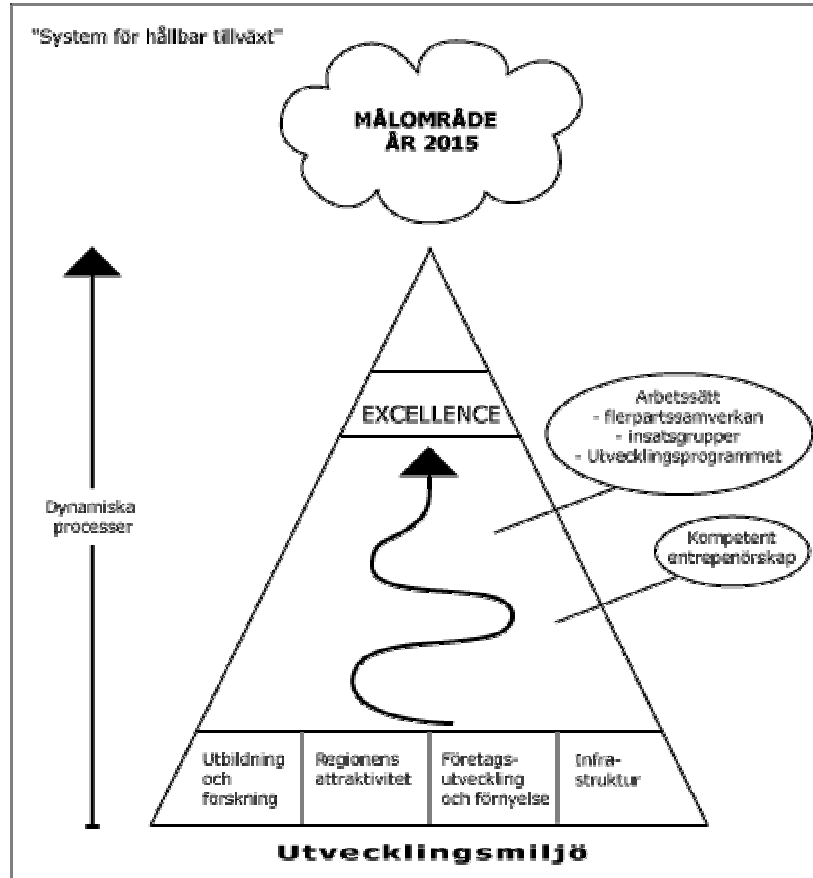 "System för hållbar tillväxt"
MÅLOMRÅDE
ÅR 2015
EXCELLENCE
Arbetssätt
- flerpartssamverkan
- insatsgrupper
- Utvecklingsprogrammet
Dynamiska
processer
Kompetent
entrepenörskap
Utbildning
och
forskning
Regionens
attraktivitet
Företags-
utveckling
och förnyelse
Infra-
struktur
Utvecklingsmiljö